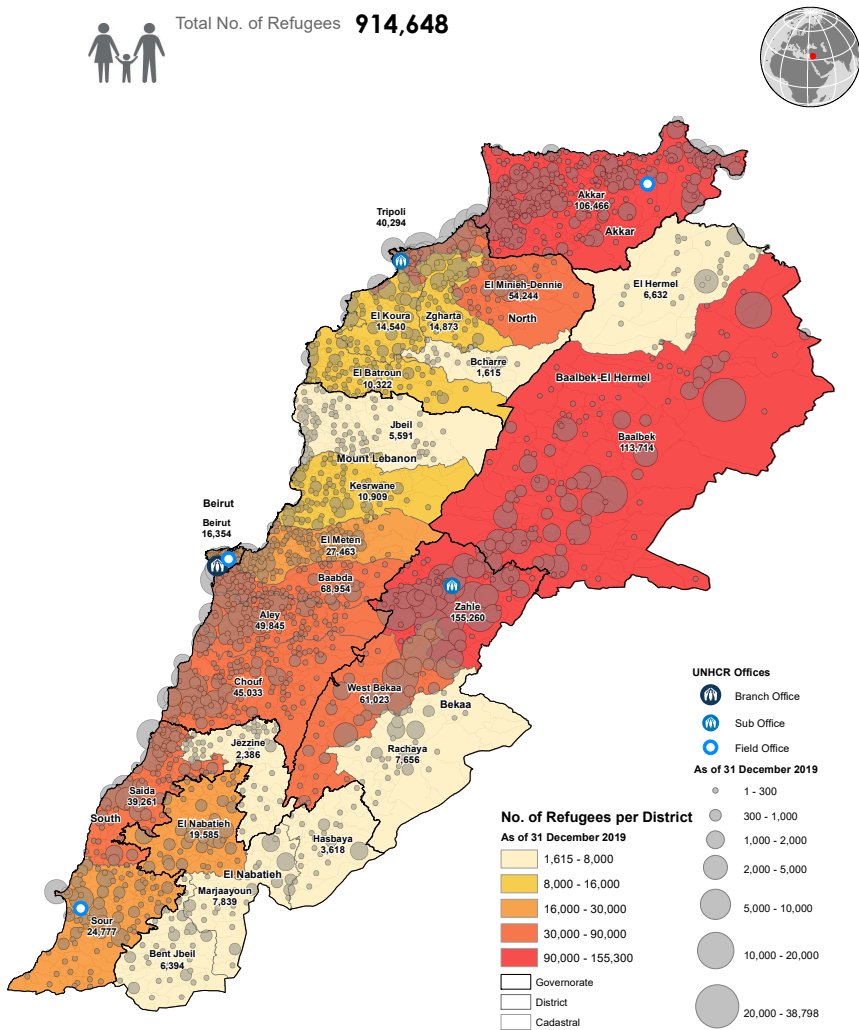 Total No. of Refugees 914,648
Akkar
106,466
Akkar
Tripoli
40,294
El Minieh-Dennie
54,244
North
El Hermel
6,632
El Koura
14,540
Zgharta
14,873
Bcharre
1,615
El Batroun
10,322
Baalbek-El Hermel
Jbeil
5,591
Baalbek
113,714
Mount Lebanon
Kesrwane
10,909
Beirut
Beirut
16,354
El Meten
27,463
Baabda
68,954
Zahle
155,260
Aley
49,845
Chouf
45,033
West Bekaa
61,023
Bekaa
Rachaya
7,656
Jezzine
2,386
Saida
39,261
South
El Nabatieh
19,585
Hasbaya
3,618
El Nabatieh
Marjaayoun
7,839
Sour
24,777
Bent Jbeil
6,394
UNHCR Offices
Branch Office
Sub Office
Field Office
As of 31 December 2019
1 - 300
300 - 1,000
1,000 - 2,000
2,000 - 5,000
5,000 - 10,000
10,000 - 20,000
20,000 - 38,798
No. of Refugees per District
As of 31 December 2019
1,615 - 8,000
8,000 - 16,000
16,000 - 30,000
30,000 - 90,000
90,000 - 155,300
Governorate
District
Cadastral